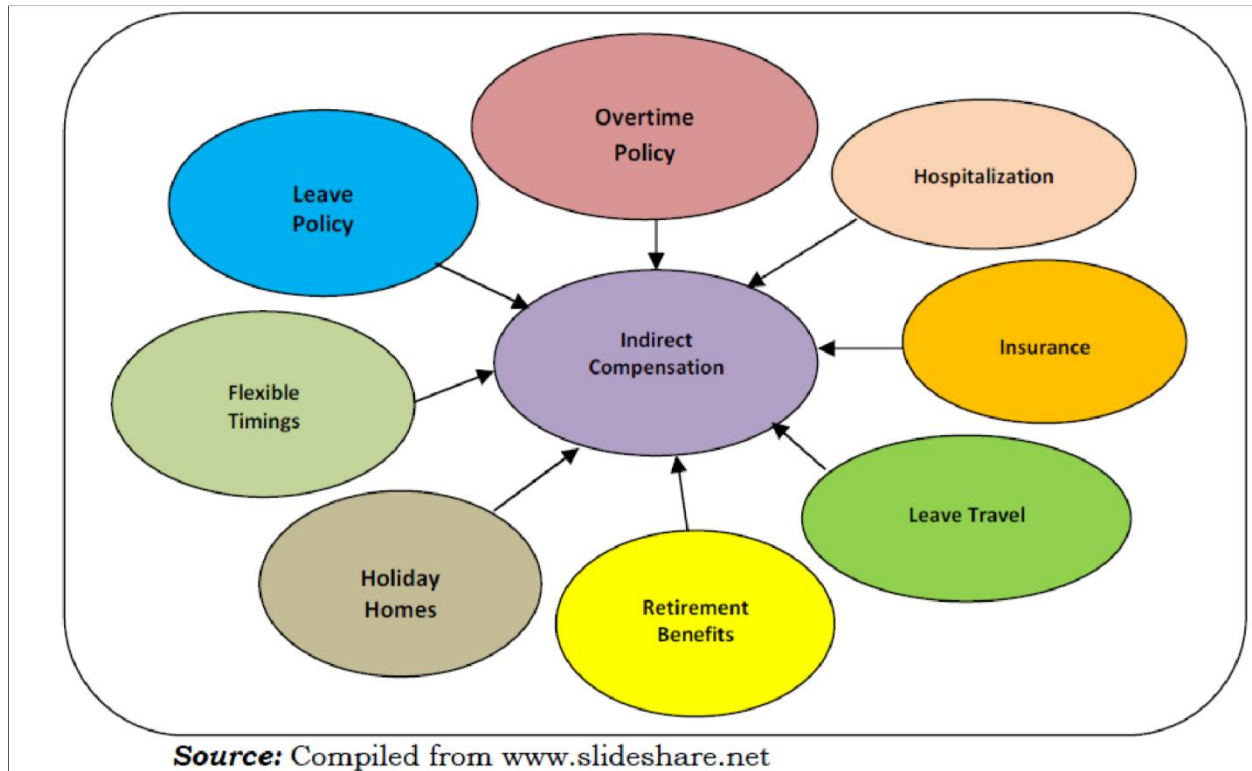 Overtime
Policy
Hospitalization
Leave
Policy
Indirect
Compensation
Insurance
Flexible
Timings
Leave Travel
Holiday
Homes
Retirement
Benefits
Source: Compiled from www.slideshare.net